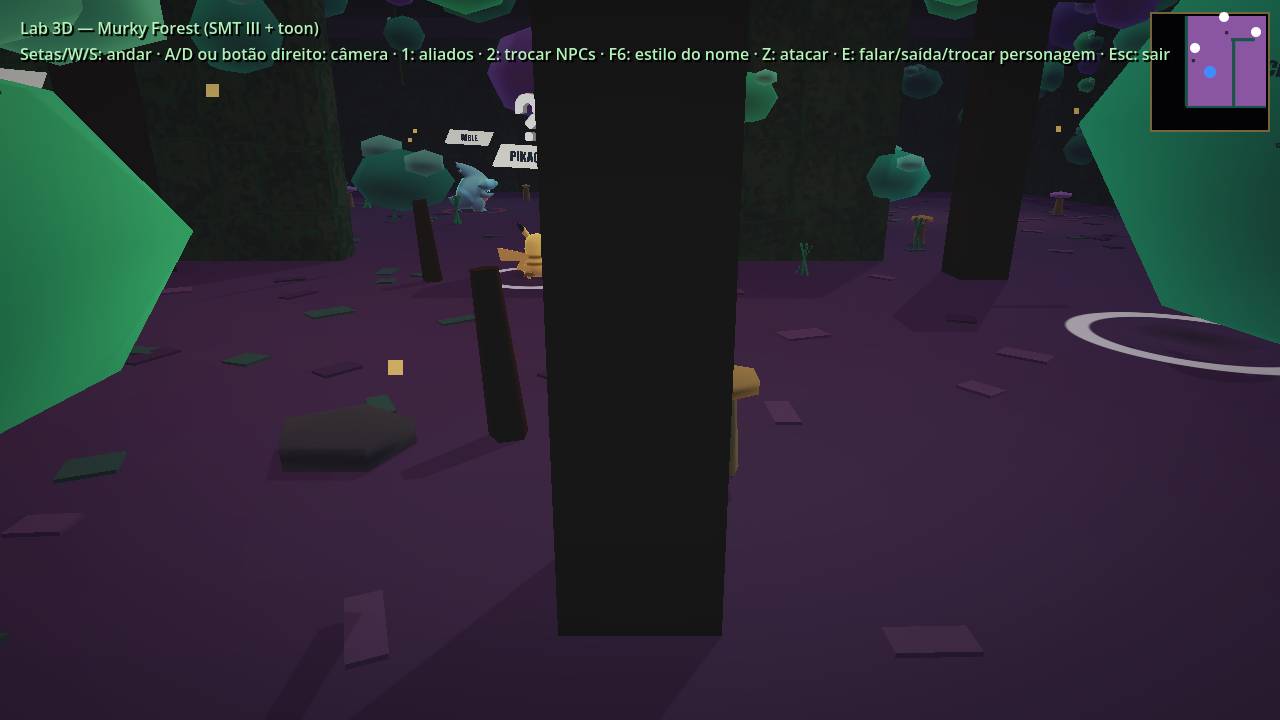 Lab 3D — Murky Forest (SMT III + toon)
Setas/W/S: andar · A/D ou botão direito: câmera · 1: aliados · 2: trocar NPCs · F6: estilo do nome · Z: atacar · E: falar/saída/trocar personagem · Esc: sair
?